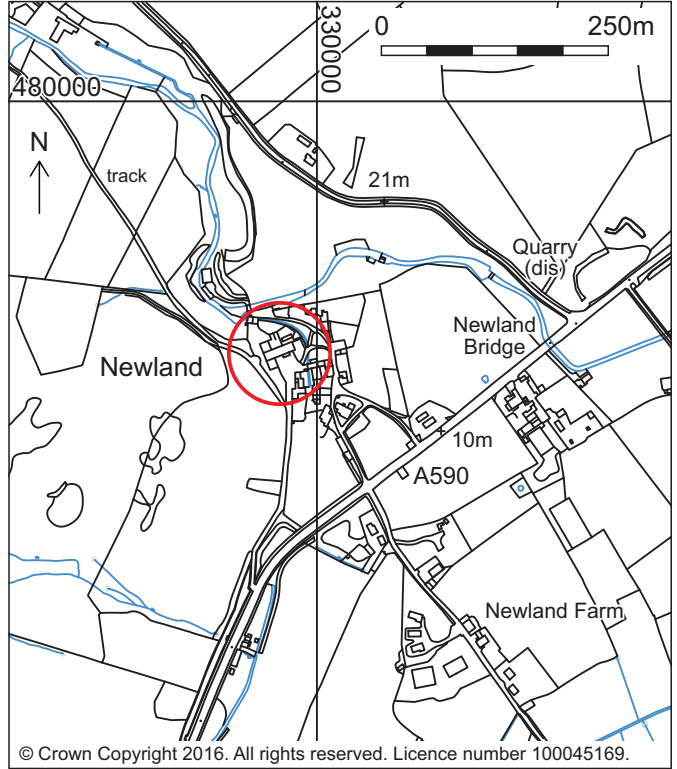 0
250m
330000
480000
N
track
21m
Quarry
(dis)
Newland
Bridge
Newland
10m
A590
Newland Farm
© Crown Copyright 2016. All rights reserved. Licence number 100045169.